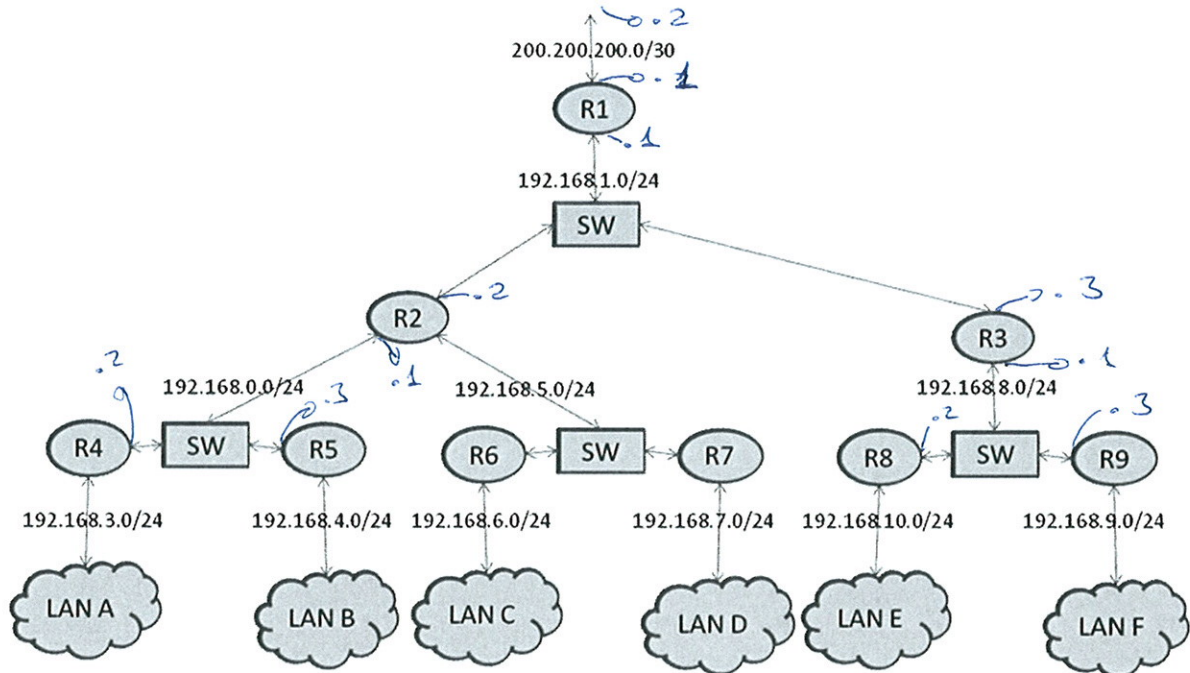 .2
200.200.200.0/30
.1
R1
.1
192.168.1.0/24
SW
.2
R2
.3
R3
.1
.1
.2
192.168.0.0/24
.3
192.168.5.0/24
192.168.8.0/24
.2
.3
R4
SW
R5
R6
SW
R7
R8
SW
R9
192.168.3.0/24
192.168.4.0/24
192.168.6.0/24
192.168.7.0/24
192.168.10.0/24
192.168.9.0/24
LAN A
LAN B
LAN C
LAN D
LAN E
LAN F